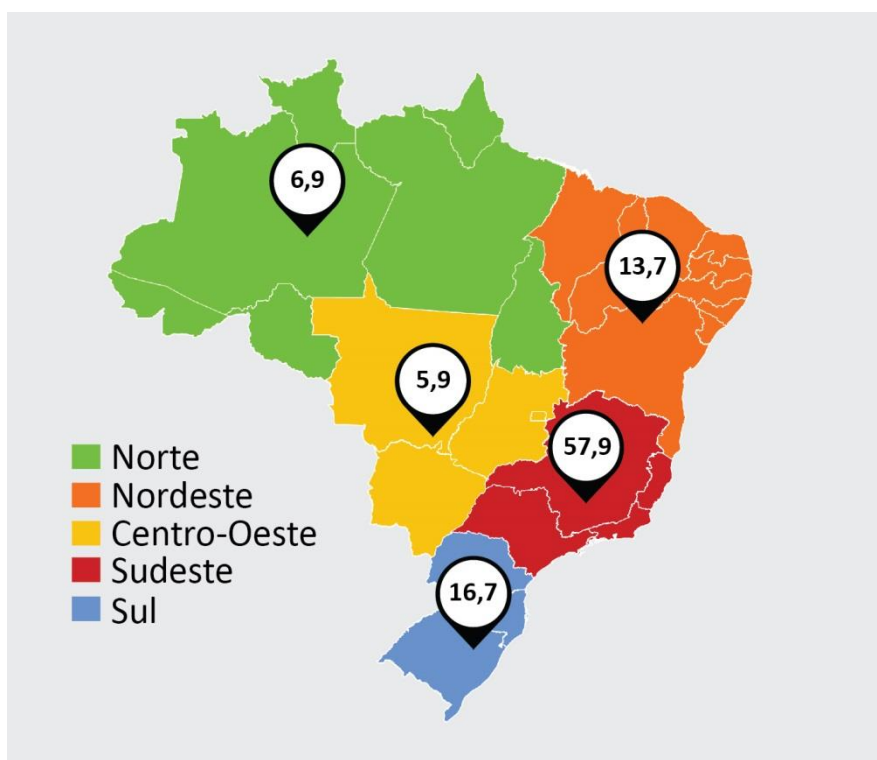 6,9
13,7
5,9
57,9
16,7
Norte
Nordeste
Centro-Oeste
Sudeste
Sul